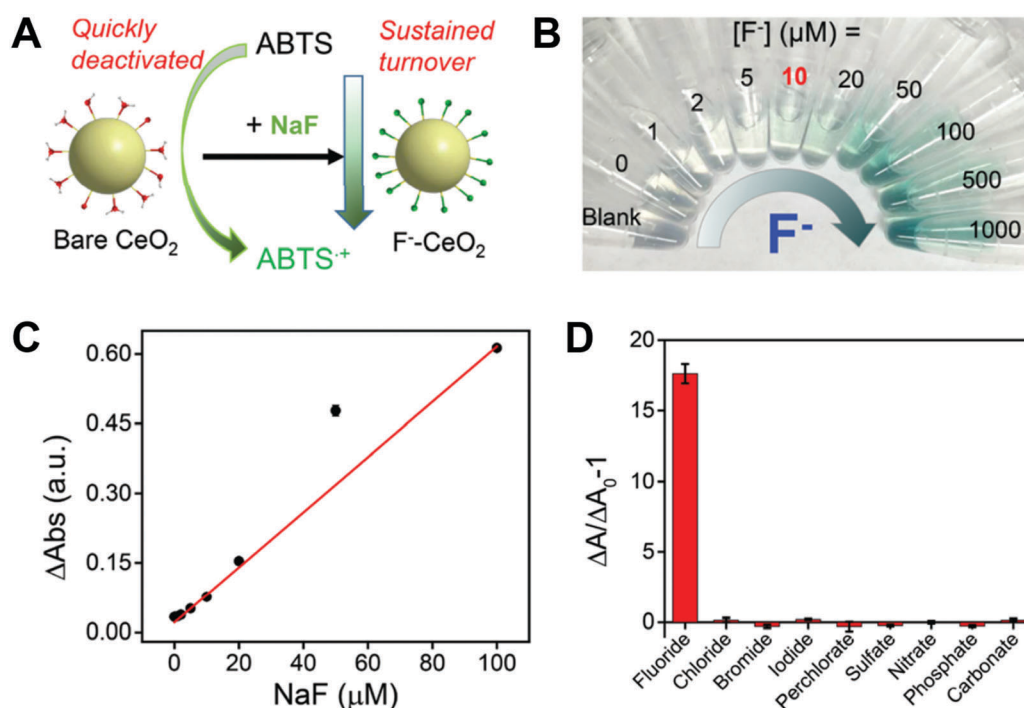 A
Quickly
deactivated
ABTS
Sustained
turnover
+ NaF
Bare CeO₂
ABTS·⁺
F⁻-CeO₂
B
[F⁻] (μM) =
Blank
0
1
2
5
10
20
50
100
500
1000
F⁻
C
ΔAbs (a.u.)
0.60
0.45
0.30
0.15
0.00
0
20
40
60
80
100
NaF (μM)
D
ΔA/ΔA₀-1
20
15
10
5
0
Fluoride
Chloride
Bromide
Iodide
Perchlorate
Sulfate
Nitrate
Phosphate
Carbonate